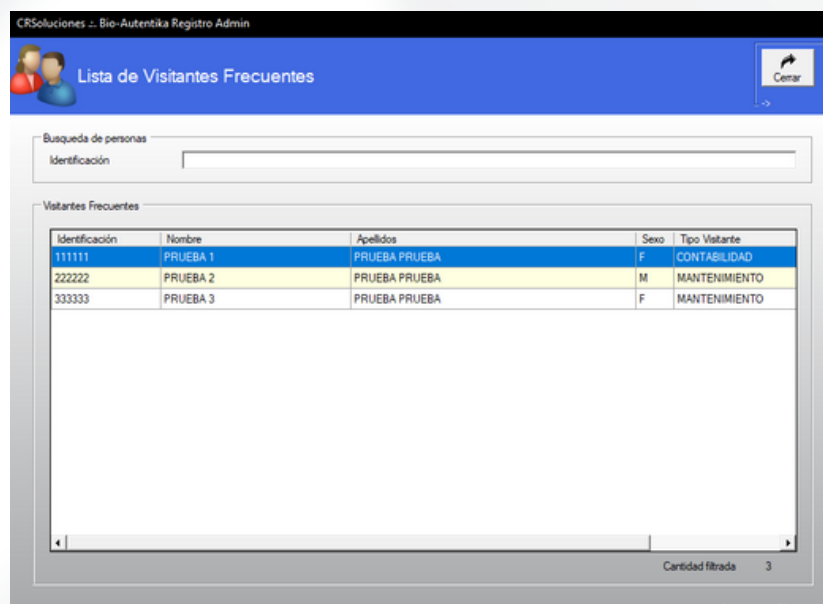 CRSoluciones .:. Bio-Autentika Registro Admin
Lista de Visitantes Frecuentes
Cerrar
->
Busqueda de personas
Identificación
Visitantes Frecuentes
Identificación Nombre Apellidos Sexo Tipo Visitante
111111 PRUEBA 1 PRUEBA PRUEBA F CONTABILIDAD
222222 PRUEBA 2 PRUEBA PRUEBA M MANTENIMIENTO
333333 PRUEBA 3 PRUEBA PRUEBA F MANTENIMIENTO
Cantidad filtrada 3